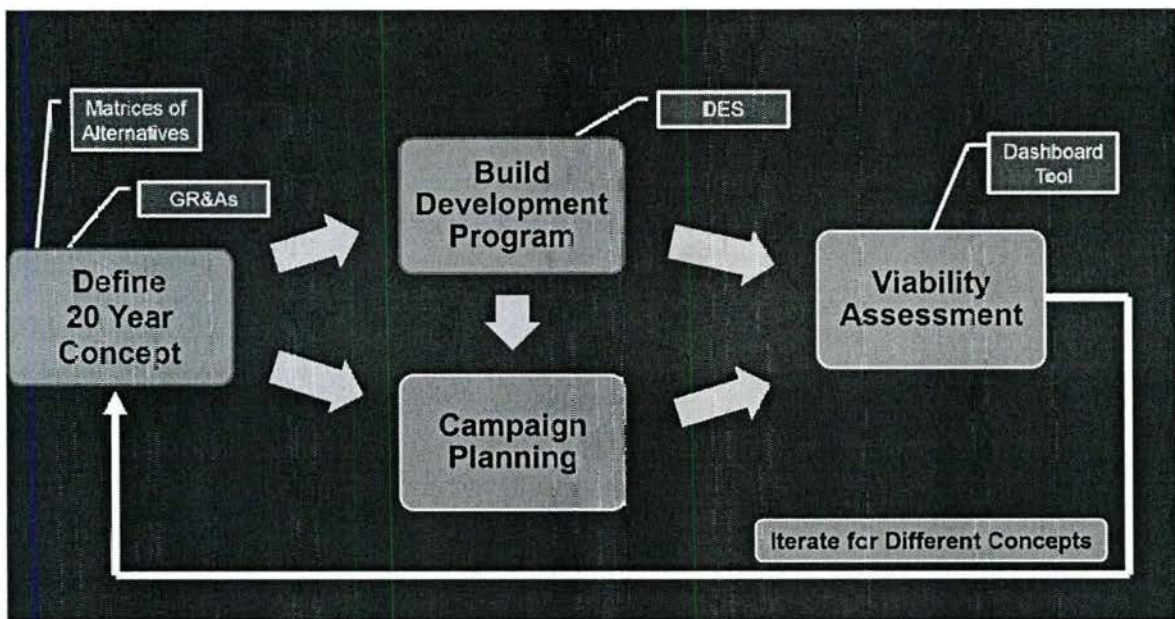 Matrices of
Alternatives
GR&As
Define
20 Year
Concept
Build
Development
Program
DES
Campaign
Planning
Dashboard
Tool
Viability
Assessment
Iterate for Different Concepts